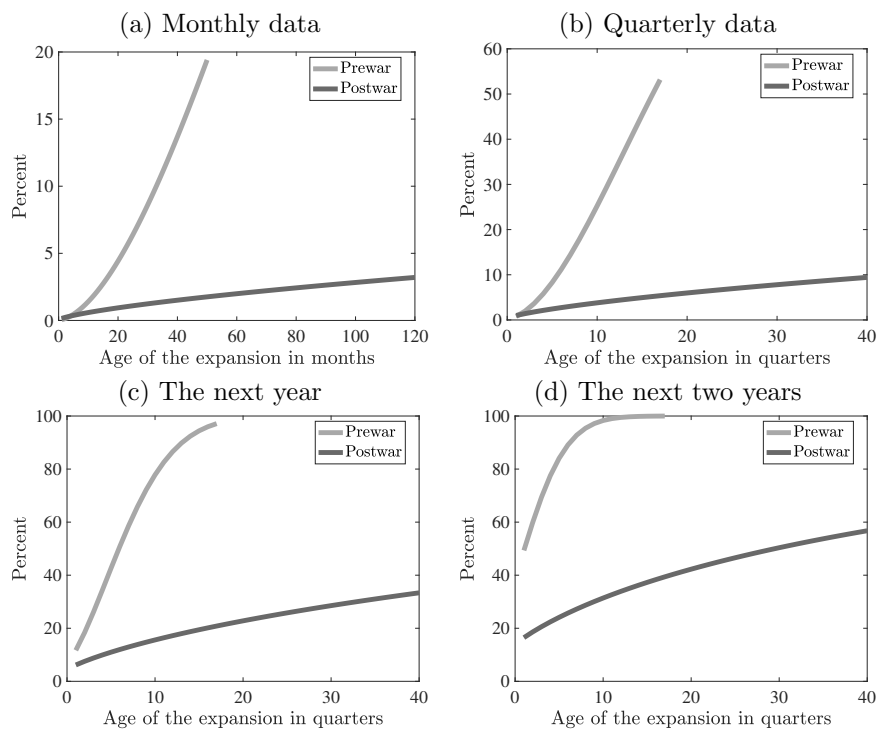 (a) Monthly data
20
15
10
5
0
0 20 40 60 80 100 120
Percent
Age of the expansion in months
Prewar
Postwar
(b) Quarterly data
60
50
40
30
20
10
0
0 10 20 30 40
Percent
Age of the expansion in quarters
Prewar
Postwar
(c) The next year
100
80
60
40
20
0
0 10 20 30 40
Percent
Age of the expansion in quarters
Prewar
Postwar
(d) The next two years
100
80
60
40
20
0
0 10 20 30 40
Percent
Age of the expansion in quarters
Prewar
Postwar